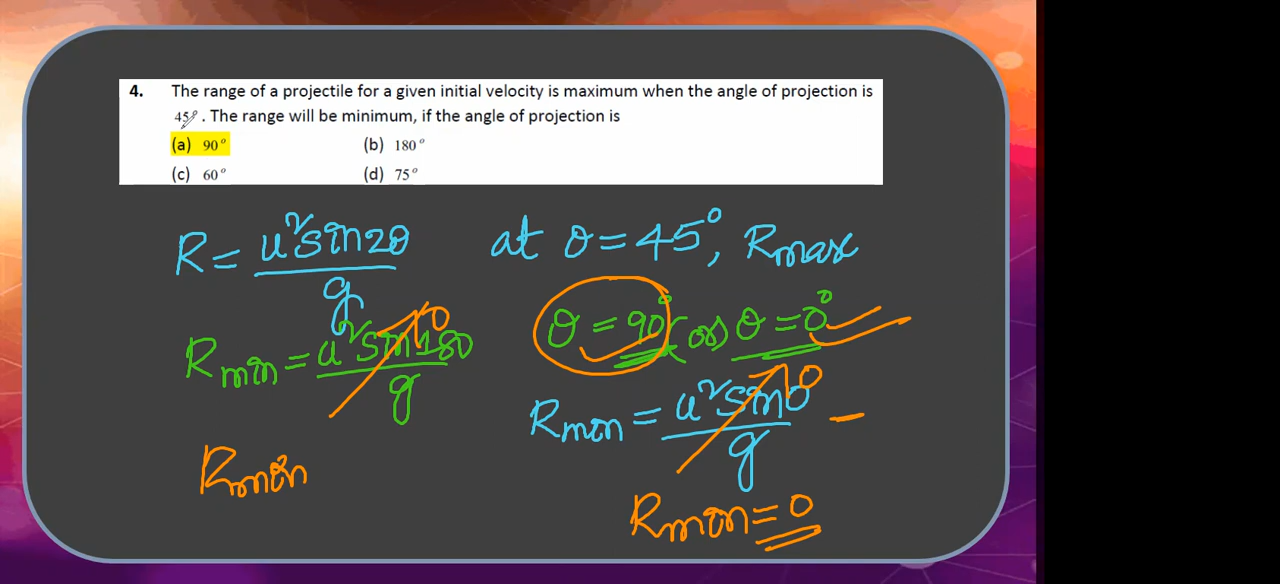 4. The range of a projectile for a given initial velocity is maximum when the angle of projection is
45°. The range will be minimum, if the angle of projection is
(a) 90° (b) 180°
(c) 60° (d) 75°
R = u²sin2θ/g at θ = 45°, Rmax
Rmin = u²sin180/g 0 θ = 90° (or) θ = 0°
Rmin = u²sin0/g 0
Rmin
Rmin = 0